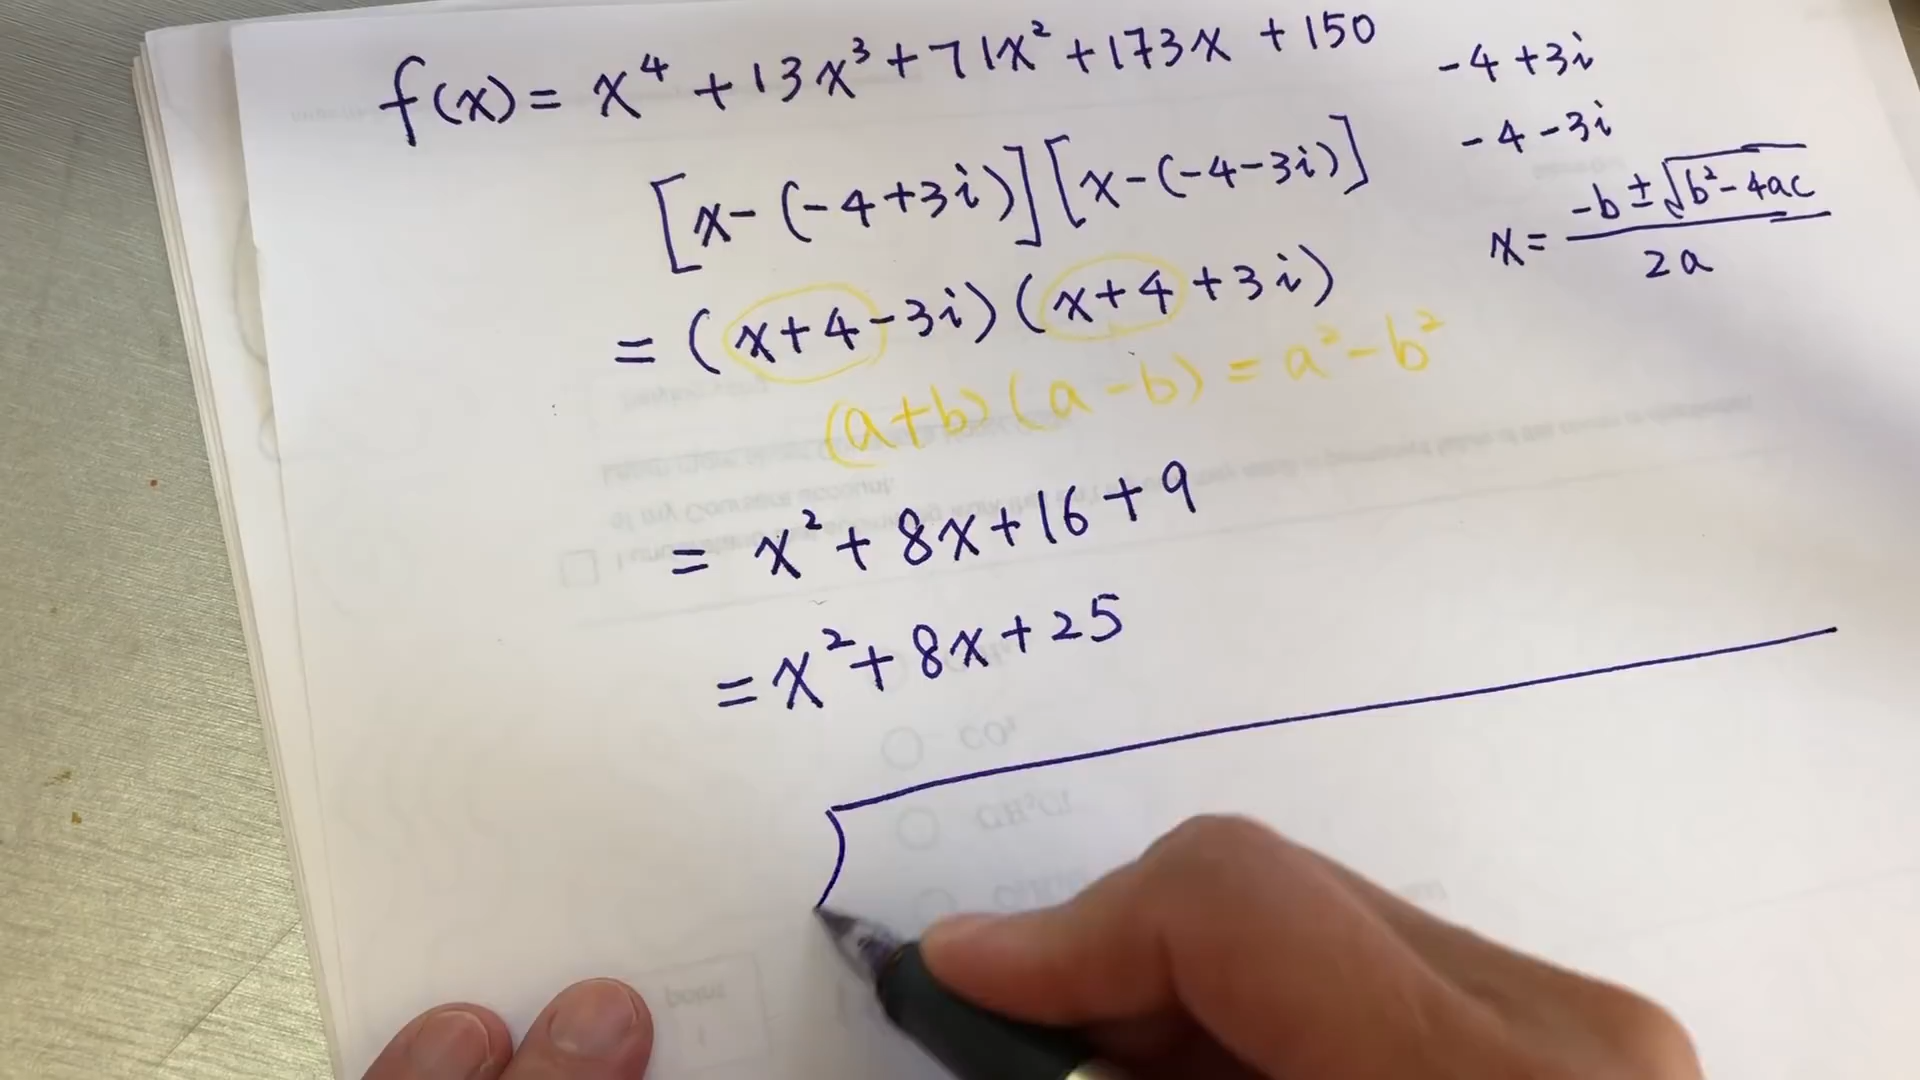 f(x) = x⁴ + 13x³ + 71x² + 173x + 150
[x-(-4+3i)][x-(-4-3i)]
= (x+4-3i)(x+4+3i)
(a+b)(a-b) = a²-b²
= x² + 8x + 16 + 9
= x² + 8x + 25
-4+3i
-4-3i
x = (-b ± √(b²-4ac)) / 2a